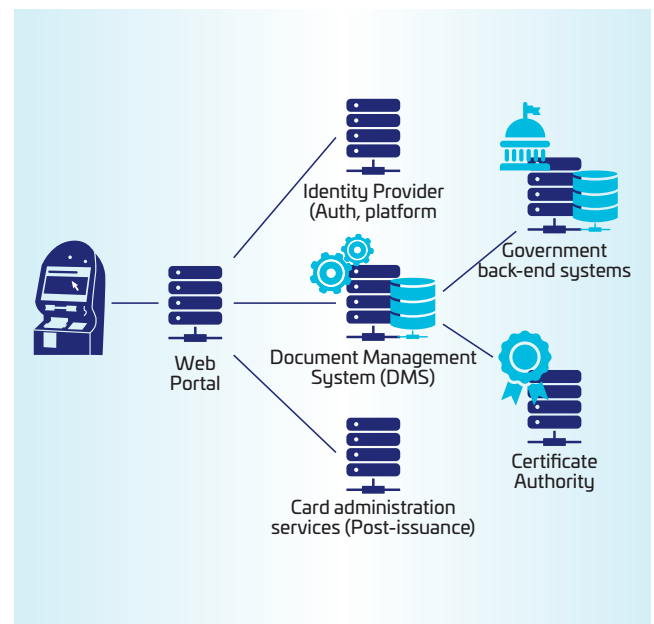 Identity Provider
(Auth, platform
Government
back-end systems
Web
Portal
Document Management
System (DMS)
Certificate
Authority
Card administration
services (Post-issuance)